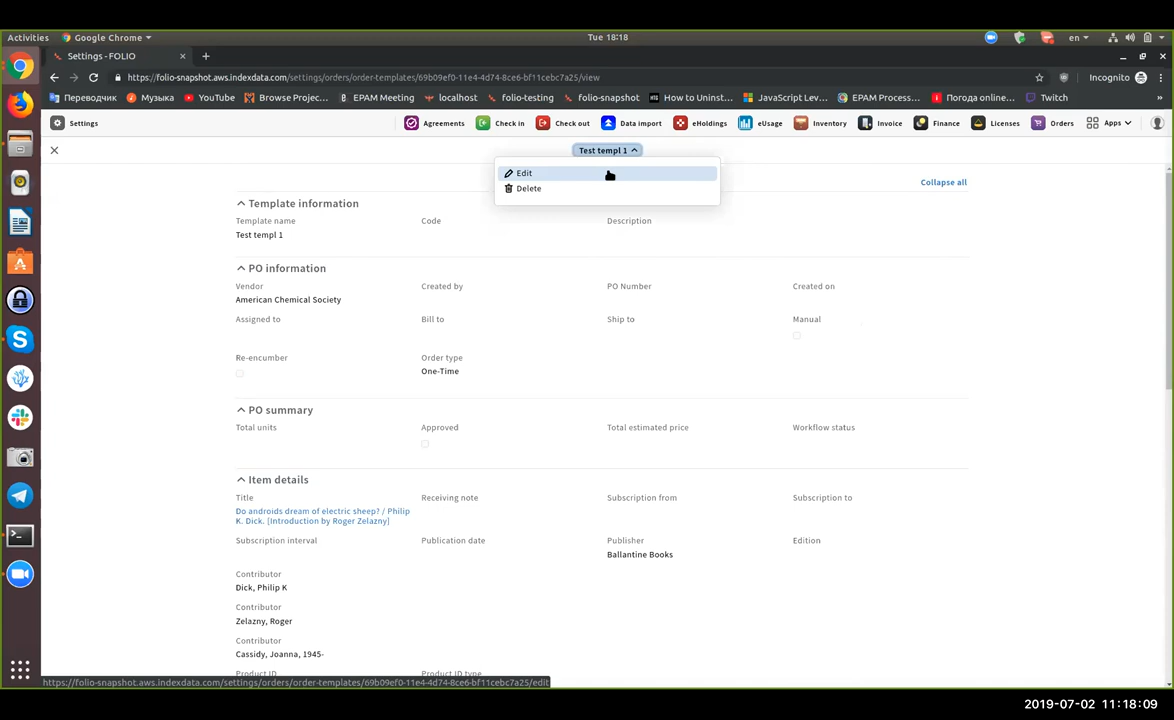 Activities Google Chrome Tue 18:18 en
Settings - FOLIO
https://folio-snapshot.aws.indexdata.com/settings/orders/order-templates/69b09ef0-11e4-4d74-8ce6-bf11cebc7a25/view Incognito
Переводчик Музыка YouTube Browse Projec... EPAM Meeting localhost folio-testing folio-snapshot How to Uninst... JavaScript Lev... EPAM Process... Погода online... Twitch »
Settings Agreements Check in Check out Data import eHoldings eUsage Inventory Invoice Finance Licenses Orders Apps
Test templ 1
Edit
Delete
Collapse all
Template information
Template name Code Description
Test templ 1
PO information
Vendor Created by PO Number Created on
American Chemical Society
Assigned to Bill to Ship to Manual
Re-encumber Order type
One-Time
PO summary
Total units Approved Total estimated price Workflow status
Item details
Title Receiving note Subscription from Subscription to
Do androids dream of electric sheep? / Philip
K. Dick. [Introduction by Roger Zelazny]
Subscription interval Publication date Publisher Edition
Ballantine Books
Contributor
Dick, Philip K
Contributor
Zelazny, Roger
Contributor
Cassidy, Joanna, 1945-
Product ID Product ID type
https://folio-snapshot.aws.indexdata.com/settings/orders/order-templates/69b09ef0-11e4-4d74-8ce6-bf11cebc7a25/edit
2019-07-02 11:18:09